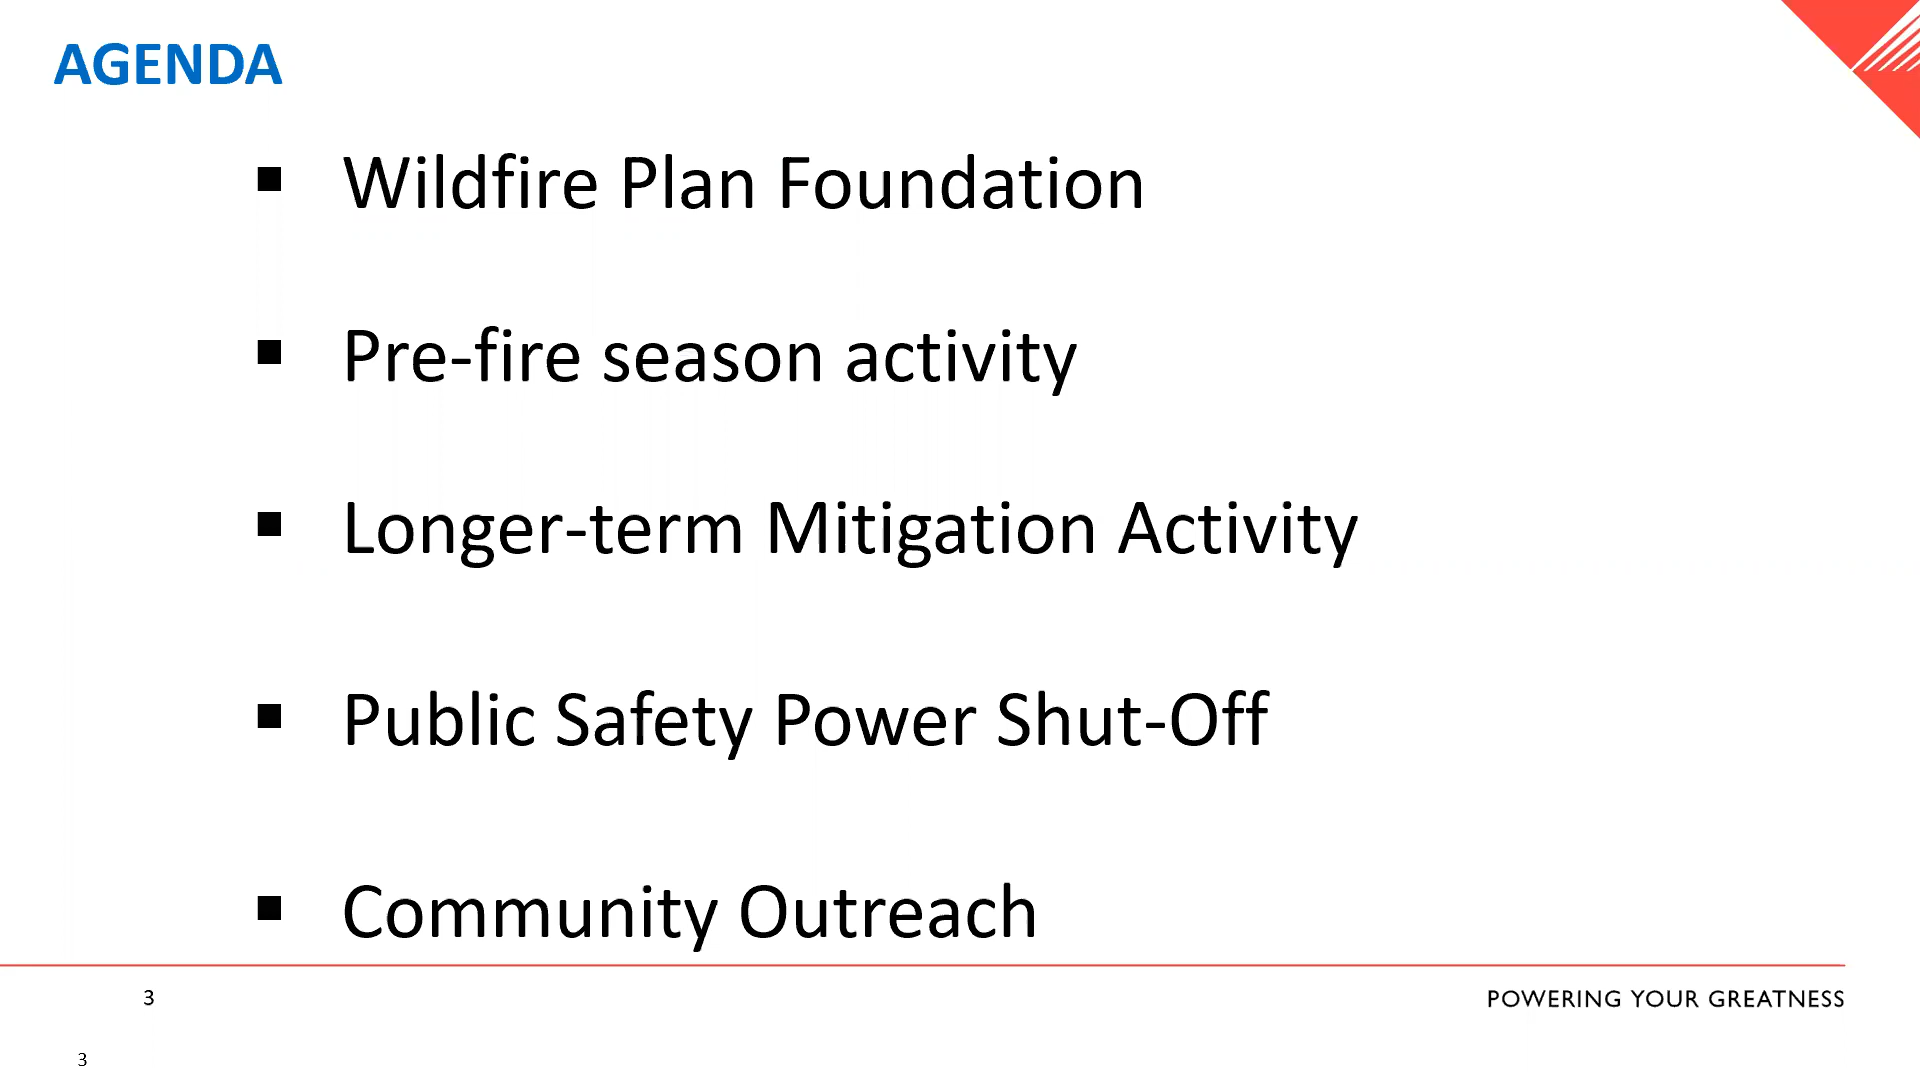 AGENDA
▪ Wildfire Plan Foundation
▪ Pre-fire season activity
▪ Longer-term Mitigation Activity
▪ Public Safety Power Shut-Off
▪ Community Outreach
3
POWERING YOUR GREATNESS
3